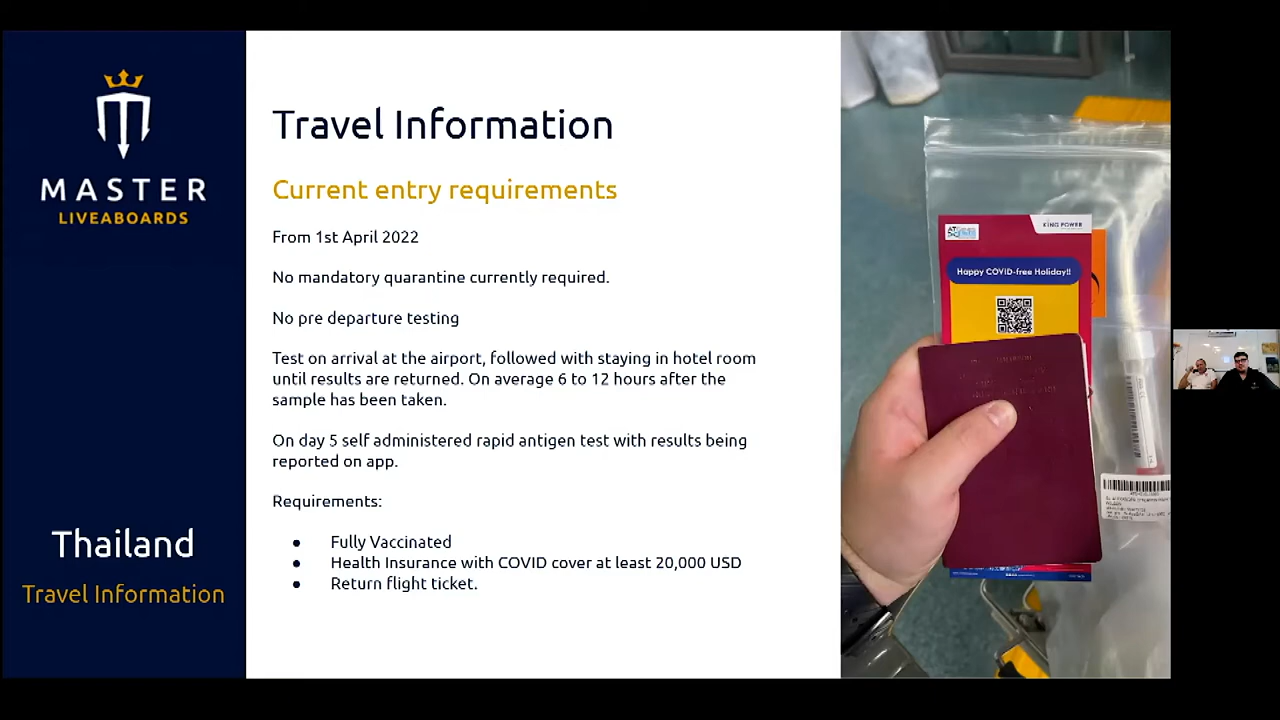 MASTER
LIVEABOARDS
Thailand
Travel Information
Travel Information
Current entry requirements
From 1st April 2022
No mandatory quarantine currently required.
No pre departure testing
Test on arrival at the airport, followed with staying in hotel room
until results are returned. On average 6 to 12 hours after the
sample has been taken.
On day 5 self administered rapid antigen test with results being
reported on app.
Requirements:
● Fully Vaccinated
● Health Insurance with COVID cover at least 20,000 USD
● Return flight ticket.
KING POWER
Happy COVID-free Holiday!!